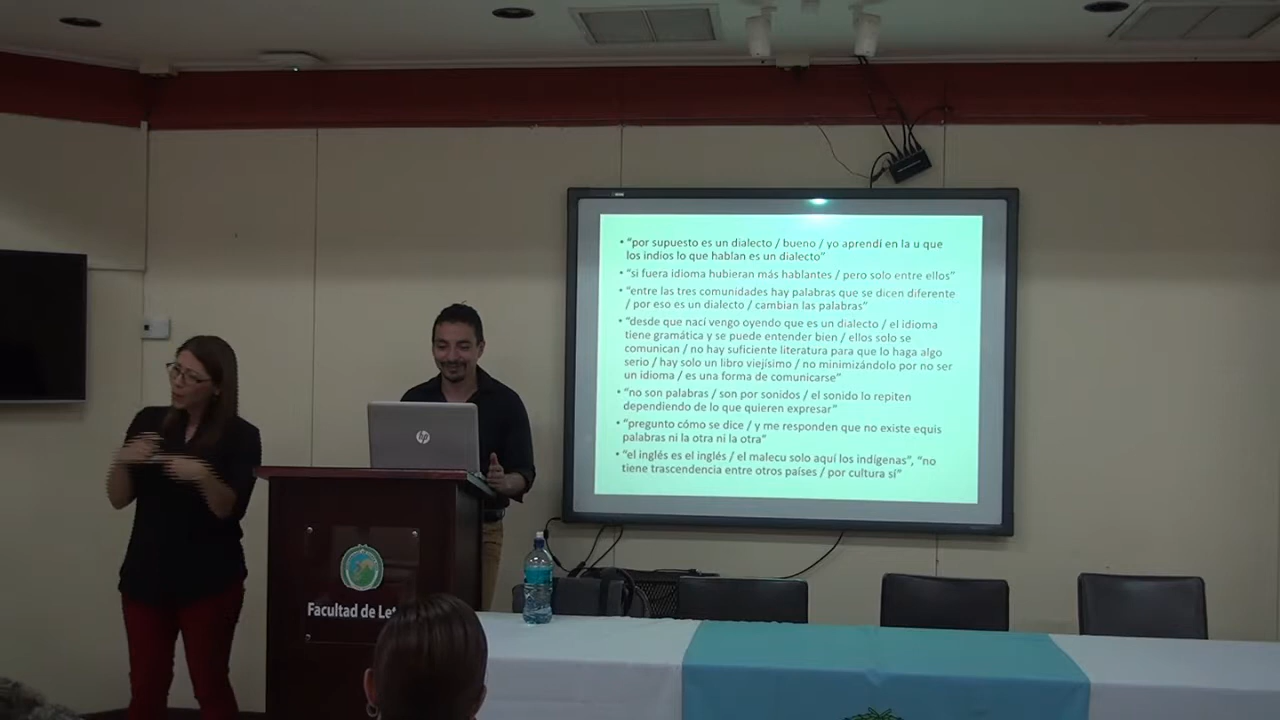 • "por supuesto es un dialecto / bueno / yo aprendí en la u que
los indios lo que hablan es un dialecto"
• "si fuera idioma hubieran más hablantes / pero solo entre ellos"
• "entre las tres comunidades hay palabras que se dicen diferente
/ por eso es un dialecto / cambian las palabras"
• "desde que nací vengo oyendo que es un dialecto / el idioma
tiene gramática y se puede entender bien / ellos solo se
comunican / no hay suficiente literatura para que lo haga algo
serio / hay solo un libro viejísimo / no minimizándolo por no ser
un idioma / es una forma de comunicarse"
• "no son palabras / son por sonidos / el sonido lo repiten
dependiendo de lo que quieren expresar"
• "pregunto cómo se dice / y me responden que no existe equis
palabras ni la otra ni la otra"
• "el inglés es el inglés / el malecu solo aquí los indígenas", "no
tiene trascendencia entre otros países / por cultura sí"
hp
Facultad de Let